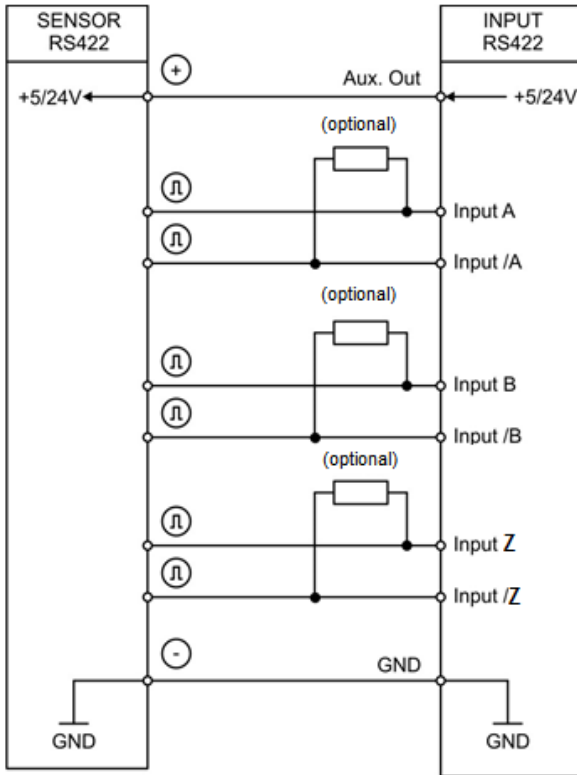 SENSOR
RS422
INPUT
RS422
+
+5/24V
Aux. Out
+5/24V
(optional)
Input A
Input /A
(optional)
Input B
Input /B
(optional)
Input Z
Input /Z
-
GND
GND
GND